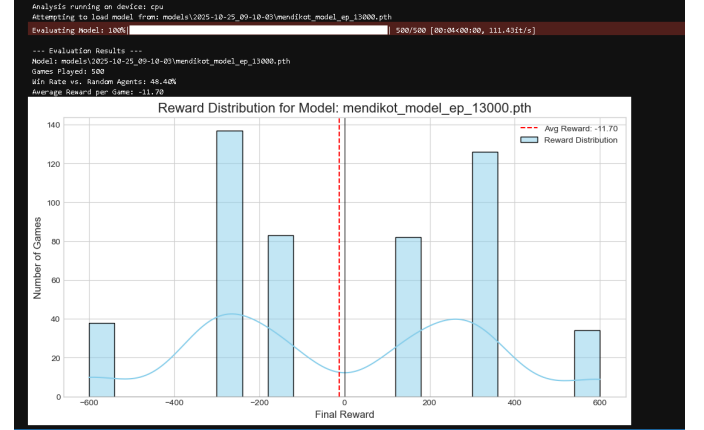 Analysis running on device: cpu
Attempting to load model from: models\2025-10-25_09-10-03\mendikot_model_ep_13000.pth
Evaluating Model: 100%| | 500/500 [00:04<00:00, 111.43it/s]
--- Evaluation Results ---
Model: models\2025-10-25_09-10-03\mendikot_model_ep_13000.pth
Games Played: 500
Win Rate vs. Random Agents: 48.40%
Average Reward per Game: -11.70
Reward Distribution for Model: mendikot_model_ep_13000.pth
Avg Reward: -11.70
Reward Distribution
140
120
100
80
60
40
20
0
Number of Games
−600 −400 −200 0 200 400 600
Final Reward